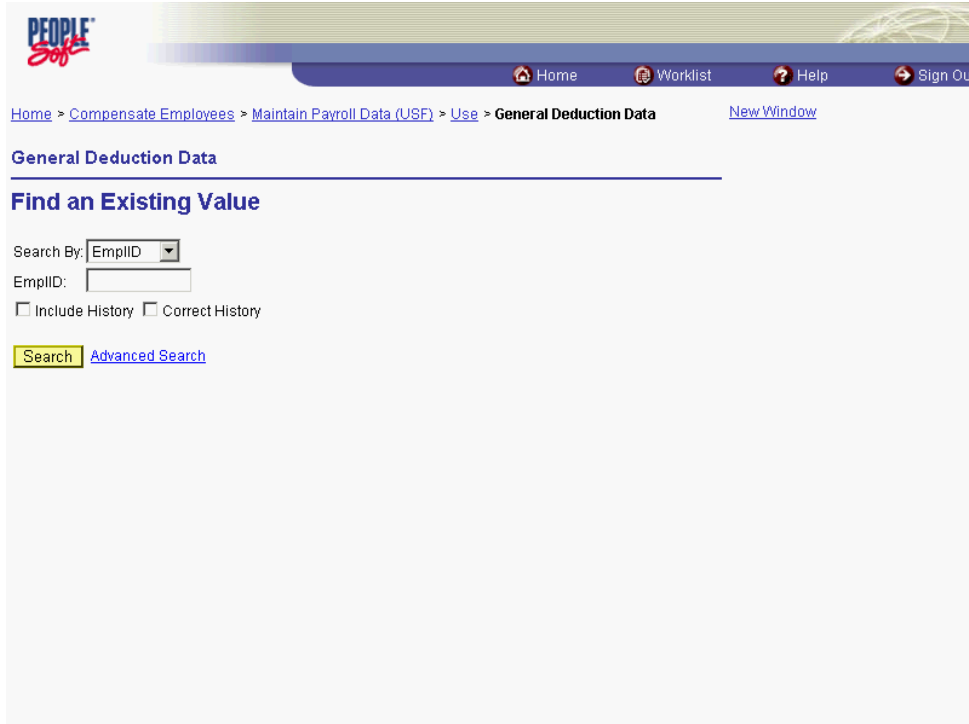 PEOPLE
Soft
Home Worklist Help Sign Ou
Home > Compensate Employees > Maintain Payroll Data (USF) > Use > General Deduction Data New Window
General Deduction Data
Find an Existing Value
Search By: EmplID
EmplID:
Include History Correct History
Search Advanced Search